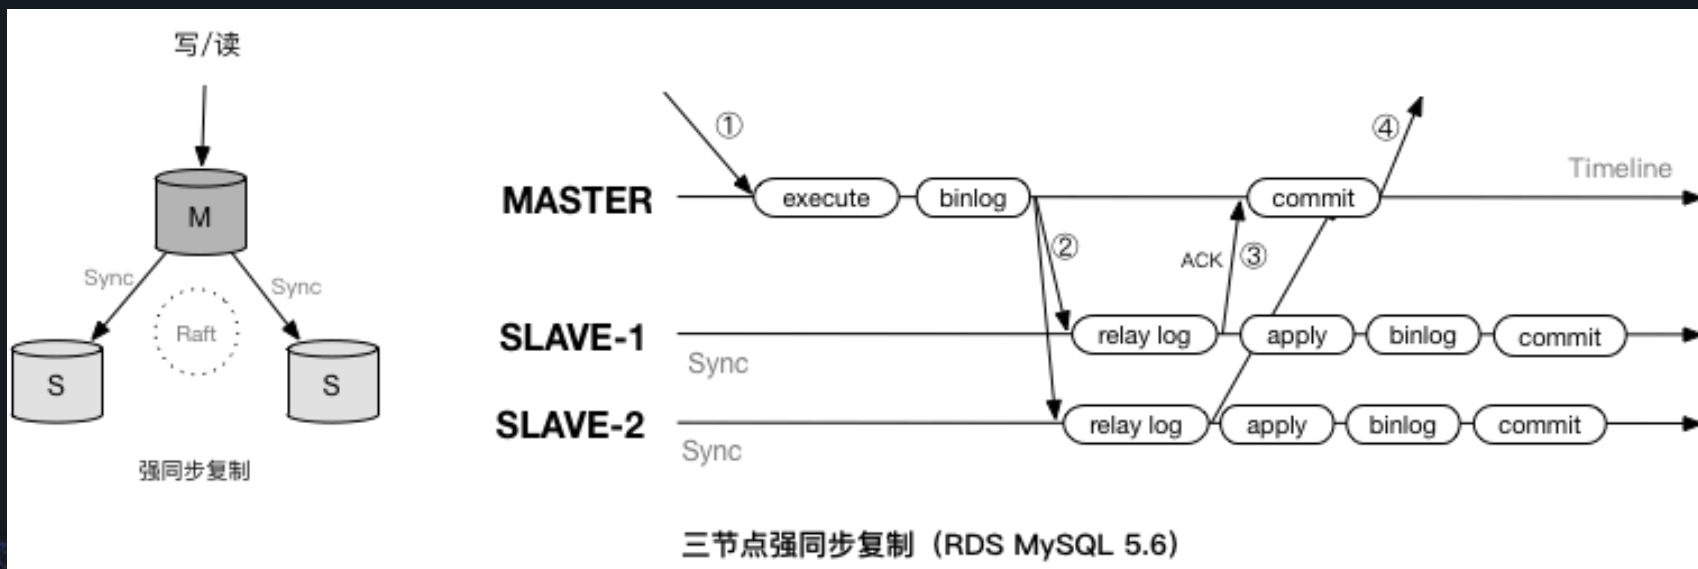 写/读
M
Sync
Sync
Raft
S
S
强同步复制
①
④
Timeline
MASTER
execute
binlog
commit
②
ACK
③
SLAVE-1
Sync
relay log
apply
binlog
commit
SLAVE-2
Sync
relay log
apply
binlog
commit
三节点强同步复制（RDS MySQL 5.6）